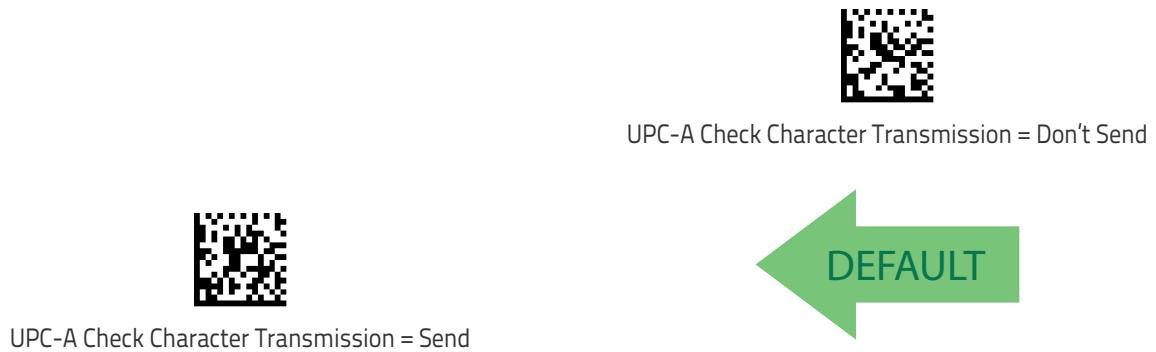 UPC-A Check Character Transmission = Don't Send
DEFAULT
UPC-A Check Character Transmission = Send